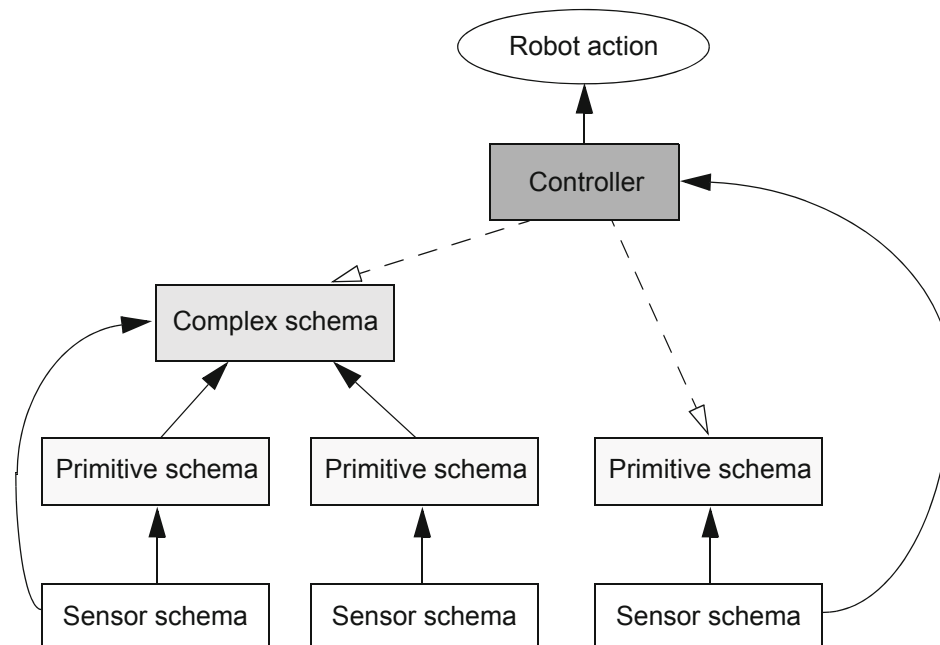 Robot action
Controller
Complex schema
Primitive schema
Primitive schema
Primitive schema
Sensor schema
Sensor schema
Sensor schema